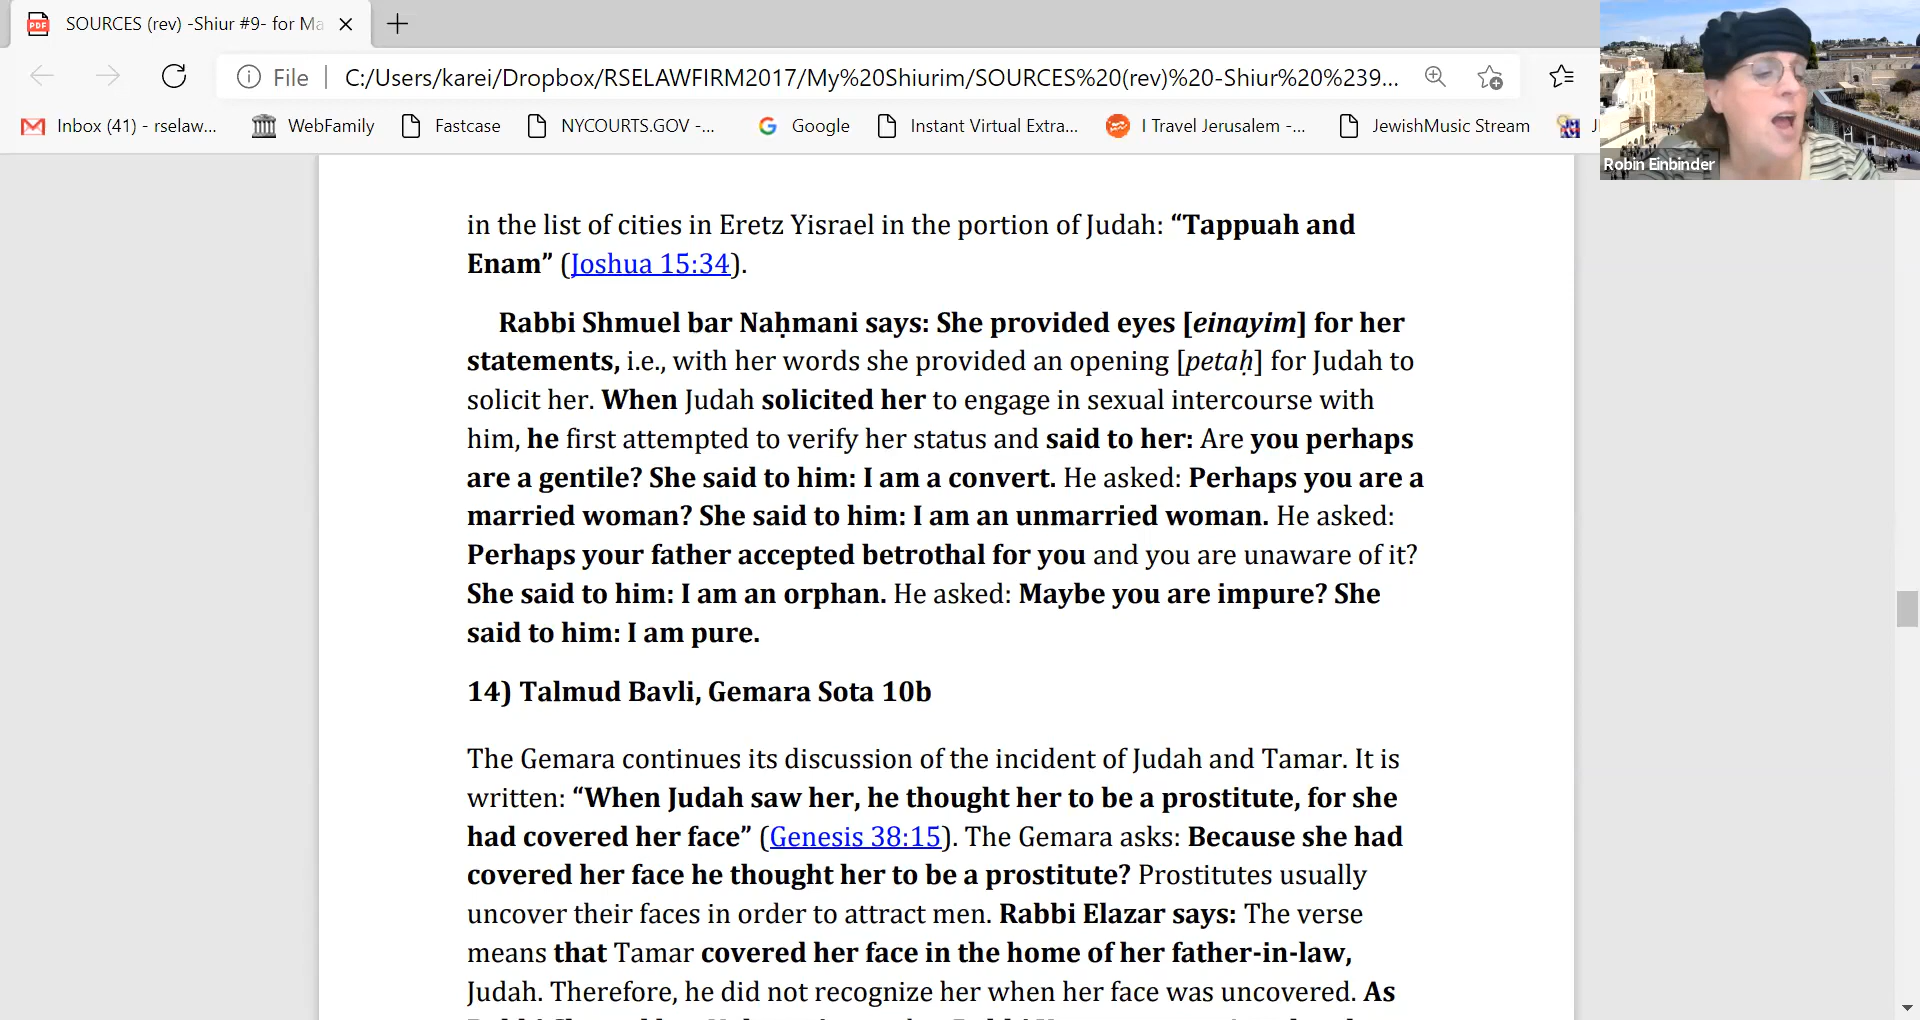 SOURCES (rev) -Shiur #9- for Ma
File
C:/Users/karei/Dropbox/RSELAWFIRM2017/My%20Shiurim/SOURCES%20(rev)%20-Shiur%20%239...
Inbox (41) - rselaw... WebFamily Fastcase NYCOURTS.GOV -... Google Instant Virtual Extra... I Travel Jerusalem -... JewishMusic Stream
Robin Einbinder
in the list of cities in Eretz Yisrael in the portion of Judah: “Tappuah and
Enam” (Joshua 15:34).
Rabbi Shmuel bar Naḥmani says: She provided eyes [einayim] for her
statements, i.e., with her words she provided an opening [petaḥ] for Judah to
solicit her. When Judah solicited her to engage in sexual intercourse with
him, he first attempted to verify her status and said to her: Are you perhaps
are a gentile? She said to him: I am a convert. He asked: Perhaps you are a
married woman? She said to him: I am an unmarried woman. He asked:
Perhaps your father accepted betrothal for you and you are unaware of it?
She said to him: I am an orphan. He asked: Maybe you are impure? She
said to him: I am pure.
14) Talmud Bavli, Gemara Sota 10b
The Gemara continues its discussion of the incident of Judah and Tamar. It is
written: “When Judah saw her, he thought her to be a prostitute, for she
had covered her face” (Genesis 38:15). The Gemara asks: Because she had
covered her face he thought her to be a prostitute? Prostitutes usually
uncover their faces in order to attract men. Rabbi Elazar says: The verse
means that Tamar covered her face in the home of her father-in-law,
Judah. Therefore, he did not recognize her when her face was uncovered. As